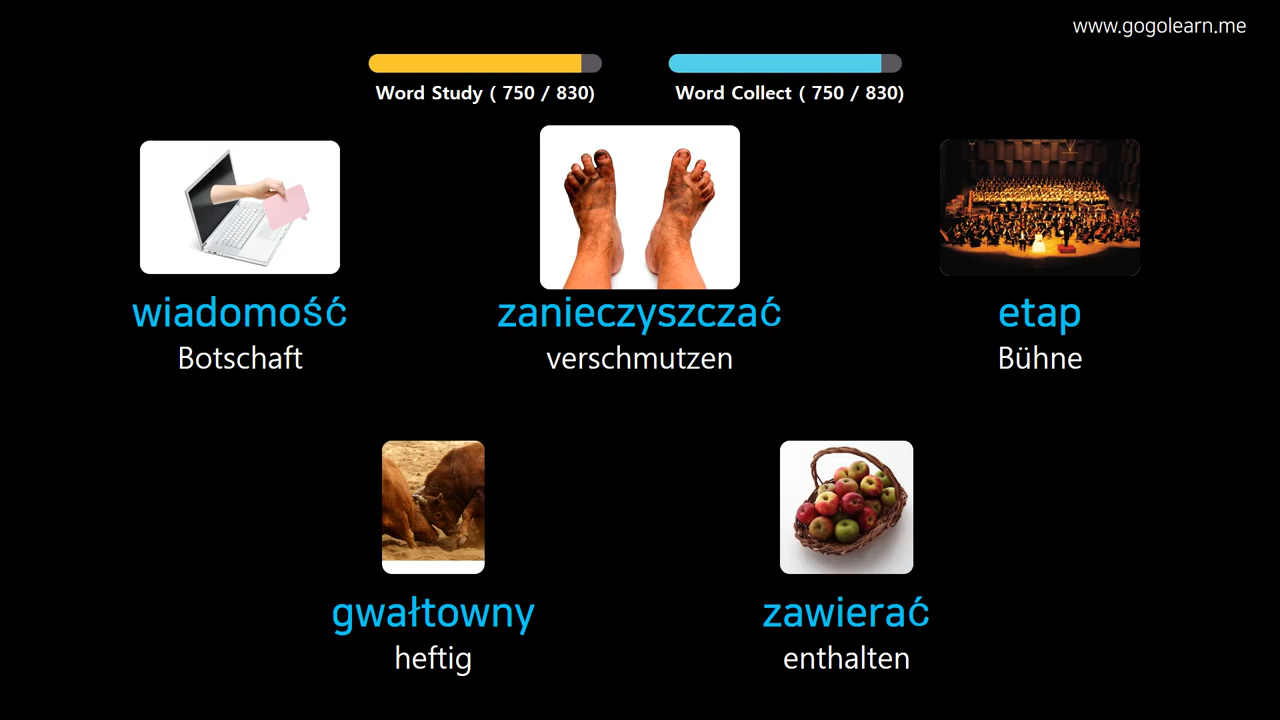 www.gogolearn.me
Word Study ( 750 / 830)
Word Collect ( 750 / 830)
wiadomość
Botschaft
zanieczyszczać
verschmutzen
etap
Bühne
gwałtowny
heftig
zawierać
enthalten